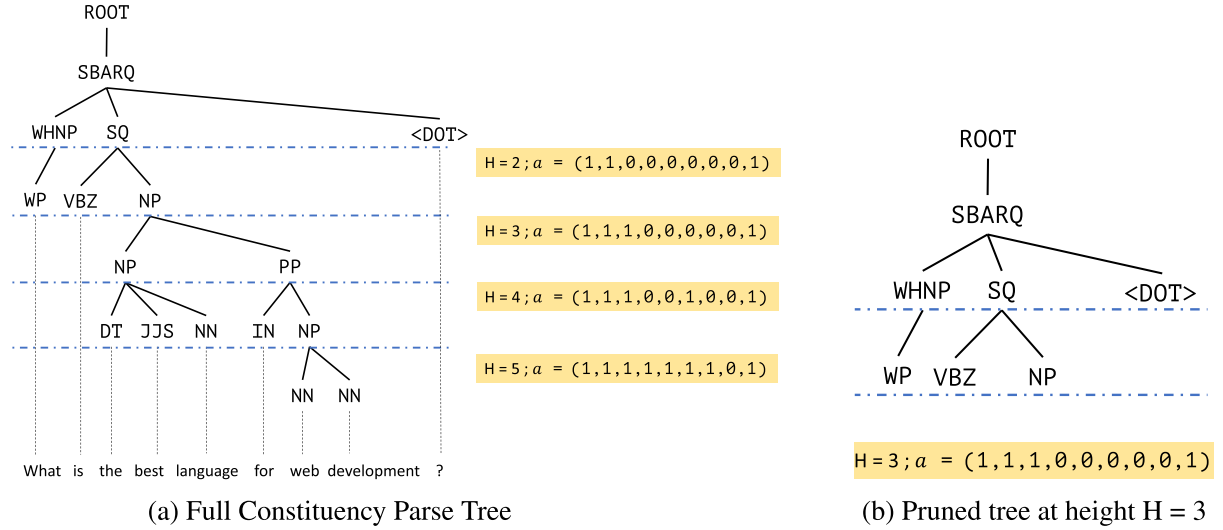 ROOT
SBARQ
WHNP SQ <DOT>
WP VBZ NP
NP PP
DT JJS NN IN NP
NN NN
What is the best language for web development ?
H=2; a = (1,1,0,0,0,0,0,0,1)
H=3; a = (1,1,1,0,0,0,0,0,1)
H=4; a = (1,1,1,0,0,1,0,0,1)
H=5; a = (1,1,1,1,1,1,1,0,1)
(a) Full Constituency Parse Tree
ROOT
SBARQ
WHNP SQ <DOT>
WP VBZ NP
H=3; a = (1,1,1,0,0,0,0,0,1)
(b) Pruned tree at height H = 3